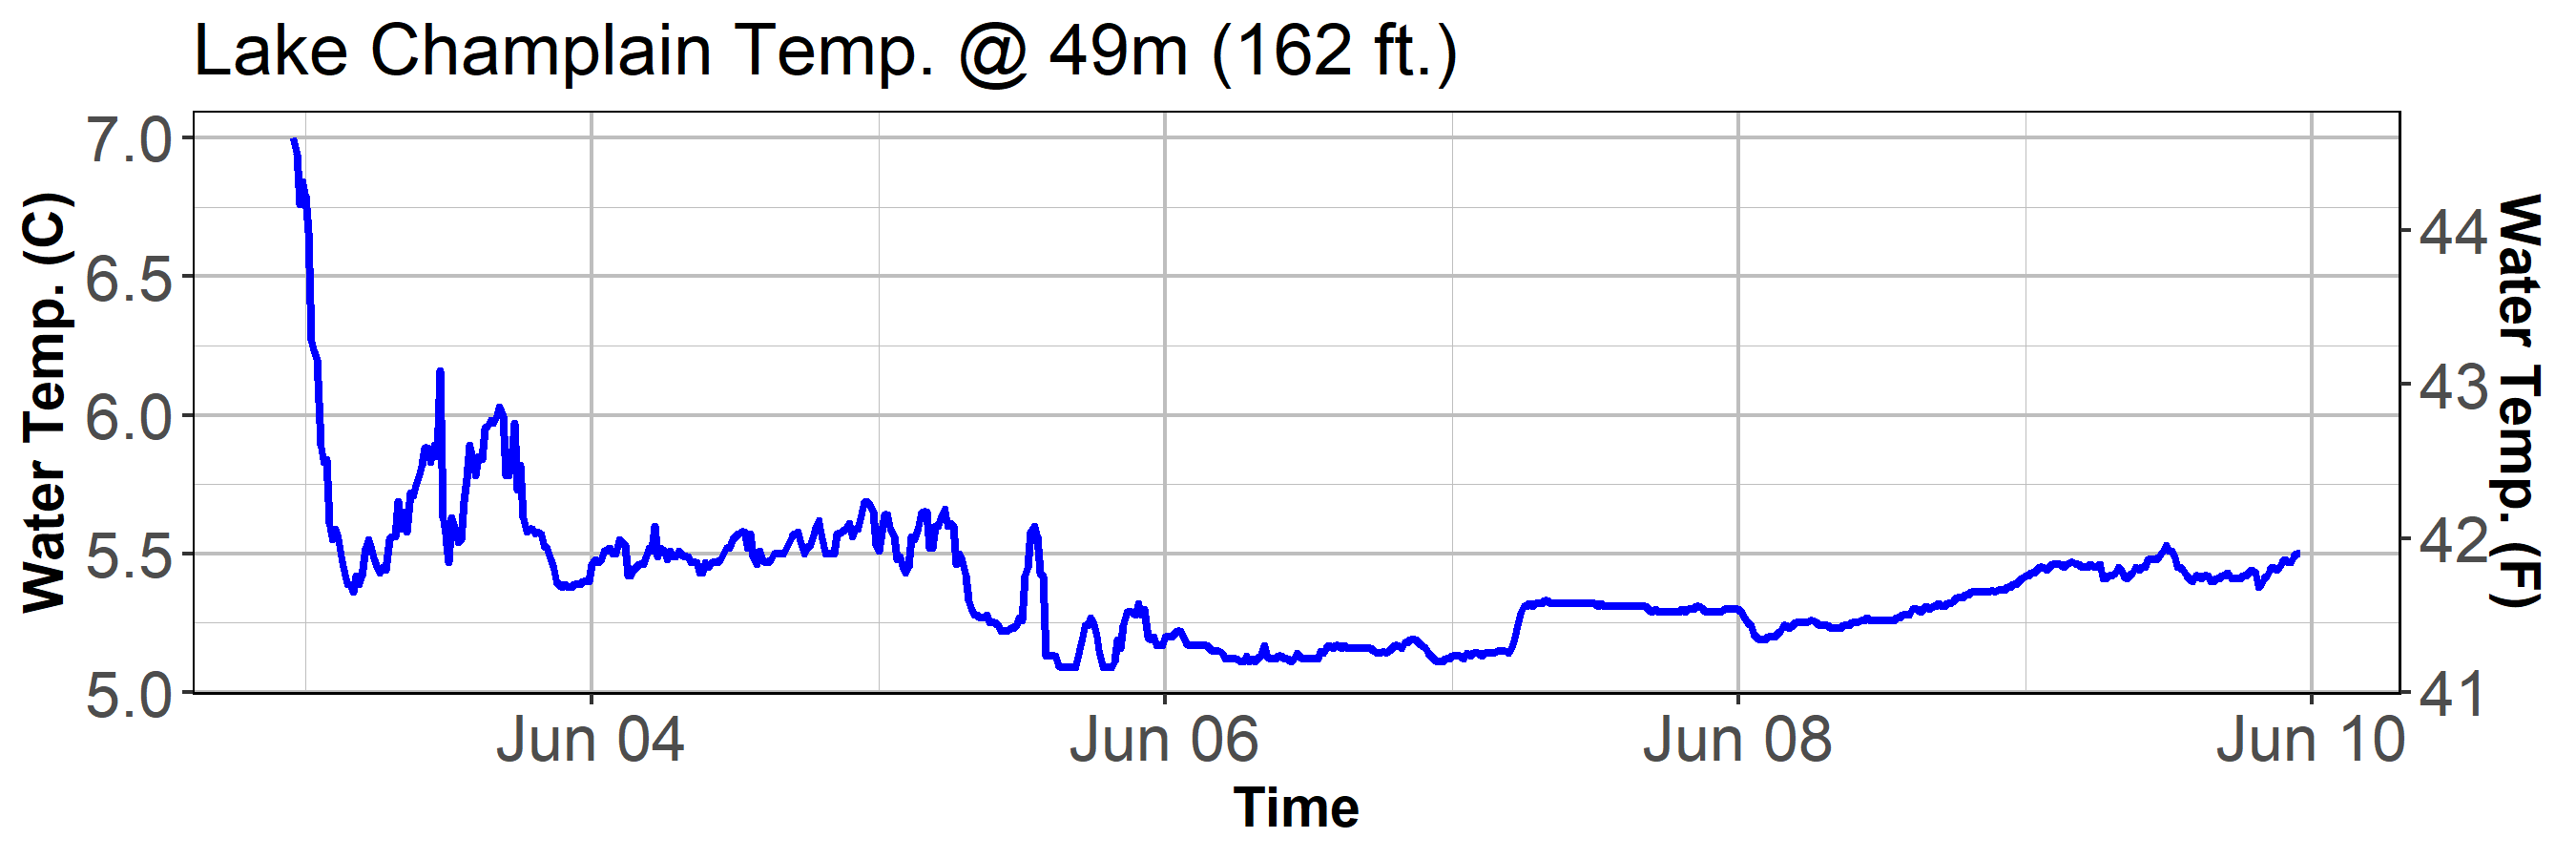 Lake Champlain Temp. @ 49m (162 ft.)
Water Temp. (C)
7.0
6.5
6.0
5.5
5.0
44
43
42
41
Water Temp. (F)
Jun 04 Jun 06 Jun 08 Jun 10
Time